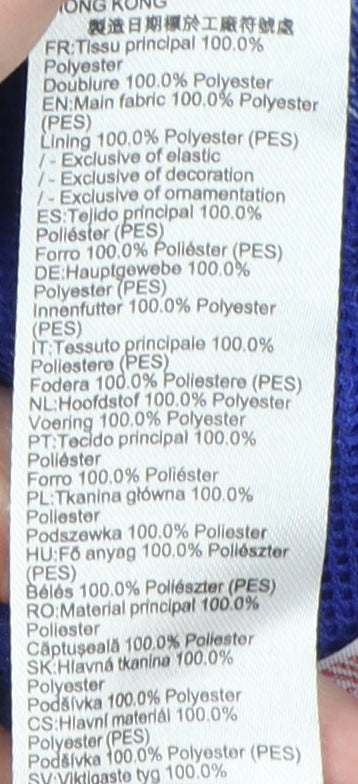 HONG KONG
製造日期標於工廠符號處
FR:Tissu principal 100.0%
Polyester
Doublure 100.0% Polyester
EN:Main fabric 100.0% Polyester
(PES)
Lining 100.0% Polyester (PES)
/ - Exclusive of elastic
/ - Exclusive of decoration
/ - Exclusive of ornamentation
ES:Tejido principal 100.0%
Poliéster (PES)
Forro 100.0% Poliéster (PES)
DE:Hauptgewebe 100.0%
Polyester (PES)
Innenfutter 100.0% Polyester
(PES)
IT:Tessuto principale 100.0%
Poliestere (PES)
Fodera 100.0% Poliestere (PES)
NL:Hoofdstof 100.0% Polyester
Voering 100.0% Polyester
PT:Tecido principal 100.0%
Poliéster
Forro 100.0% Poliéster
PL:Tkanina główna 100.0%
Poliester
Podszewka 100.0% Poliester
HU:Fő anyag 100.0% Poliészter
(PES)
Bélés 100.0% Poliészter (PES)
RO:Material principal 100.0%
Poliester
Căptușeală 100.0% Poliester
SK:Hlavná tkanina 100.0%
Polyester
Podšívka 100.0% Polyester
CS:Hlavní materiál 100.0%
Polyester (PES)
Podšívka 100.0% Polyester (PES)
SV:Viktigaste tyg 100.0%